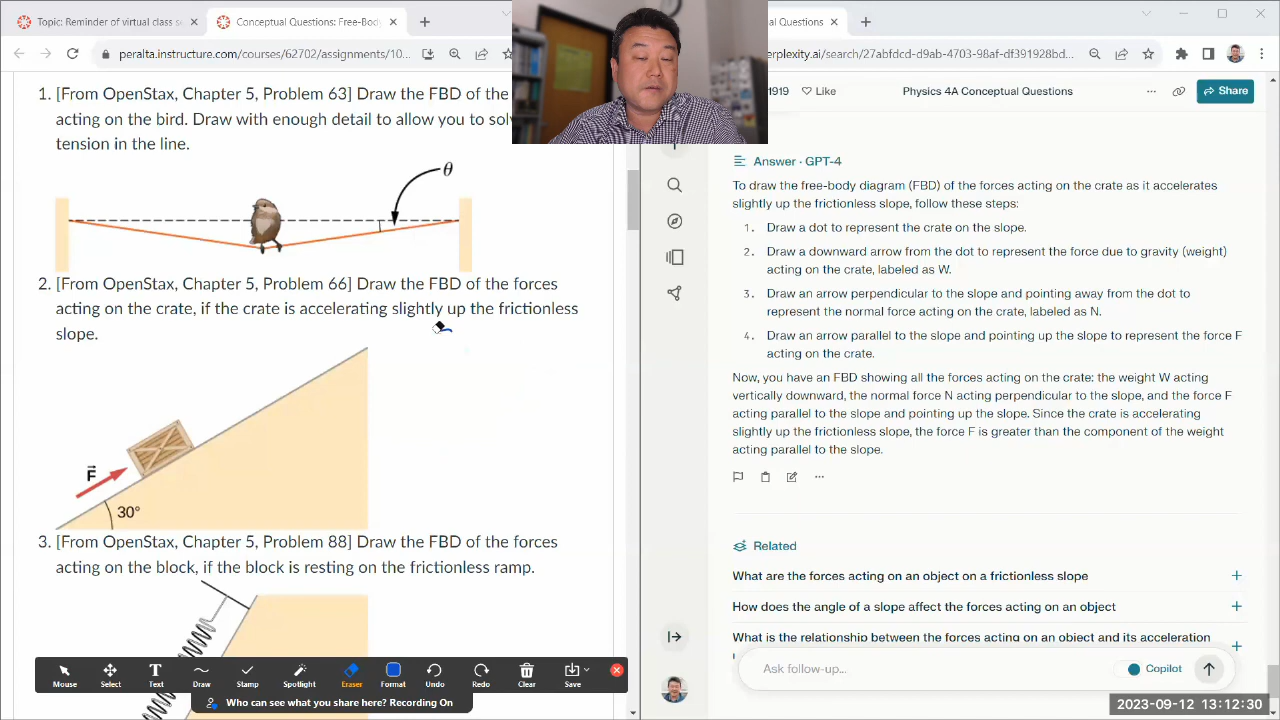 Topic: Reminder of virtual class s
Conceptual Questions: Free-Body
al Questions
peralta.instructure.com/courses/62702/assignments/10...
erplexity.ai/search/27abfdcd-d9ab-4703-98af-df391928bd...
1. [From OpenStax, Chapter 5, Problem 63] Draw the FBD of the
acting on the bird. Draw with enough detail to allow you to sol
tension in the line.
θ
2. [From OpenStax, Chapter 5, Problem 66] Draw the FBD of the forces
acting on the crate, if the crate is accelerating slightly up the frictionless
slope.
F
30°
3. [From OpenStax, Chapter 5, Problem 88] Draw the FBD of the forces
acting on the block, if the block is resting on the frictionless ramp.
Mouse Select Text Draw Stamp Spotlight Eraser Format Undo Redo Clear Save
Who can see what you share here? Recording On
1919 Like Physics 4A Conceptual Questions Share
Answer · GPT-4
To draw the free-body diagram (FBD) of the forces acting on the crate as it accelerates
slightly up the frictionless slope, follow these steps:
1. Draw a dot to represent the crate on the slope.
2. Draw a downward arrow from the dot to represent the force due to gravity (weight)
acting on the crate, labeled as W.
3. Draw an arrow perpendicular to the slope and pointing away from the dot to
represent the normal force acting on the crate, labeled as N.
4. Draw an arrow parallel to the slope and pointing up the slope to represent the force F
acting on the crate.
Now, you have an FBD showing all the forces acting on the crate: the weight W acting
vertically downward, the normal force N acting perpendicular to the slope, and the force F
acting parallel to the slope and pointing up the slope. Since the crate is accelerating
slightly up the frictionless slope, the force F is greater than the component of the weight
acting parallel to the slope.
Related
What are the forces acting on an object on a frictionless slope
How does the angle of a slope affect the forces acting on an object
What is the relationship between the forces acting on an object and its acceleration
Ask follow-up...
Copilot
2023-09-12 13:12:30